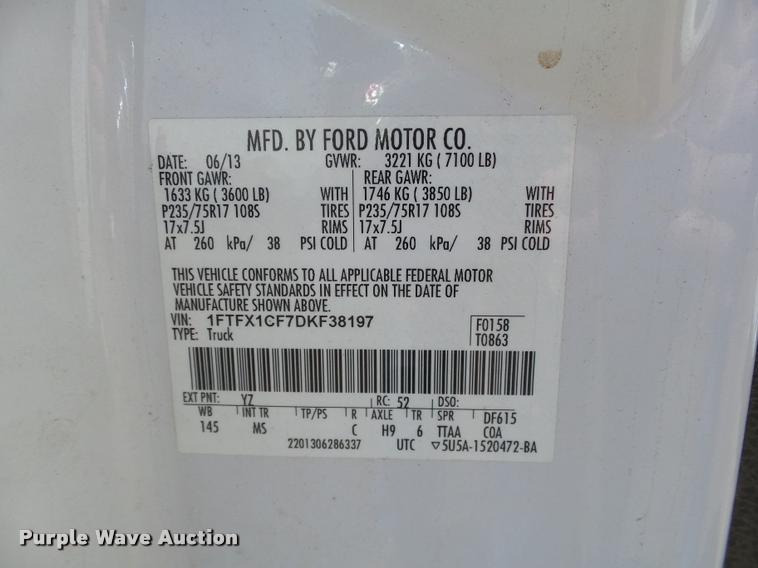 MFD. BY FORD MOTOR CO.
DATE: 06/13 GVWR: 3221 KG ( 7100 LB)
FRONT GAWR: REAR GAWR:
1633 KG ( 3600 LB) WITH 1746 KG ( 3850 LB) WITH
P235/75R17 108S TIRES P235/75R17 108S TIRES
17x7.5J RIMS 17x7.5J RIMS
AT 260 kPa/ 38 PSI COLD AT 260 kPa/ 38 PSI COLD
THIS VEHICLE CONFORMS TO ALL APPLICABLE FEDERAL MOTOR
VEHICLE SAFETY STANDARDS IN EFFECT ON THE DATE OF
MANUFACTURE SHOWN ABOVE.
VIN: 1FTFX1CF7DKF38197 F0158
TYPE: Truck T0863
EXT PNT: YZ RC: 52 DSO:
WB INT TR TP/PS R AXLE TR SPR DF615
145 MS C H9 6 TTAA COA
2201306286337 UTC ▽5U5A-1520472-BA
Purple Wave Auction